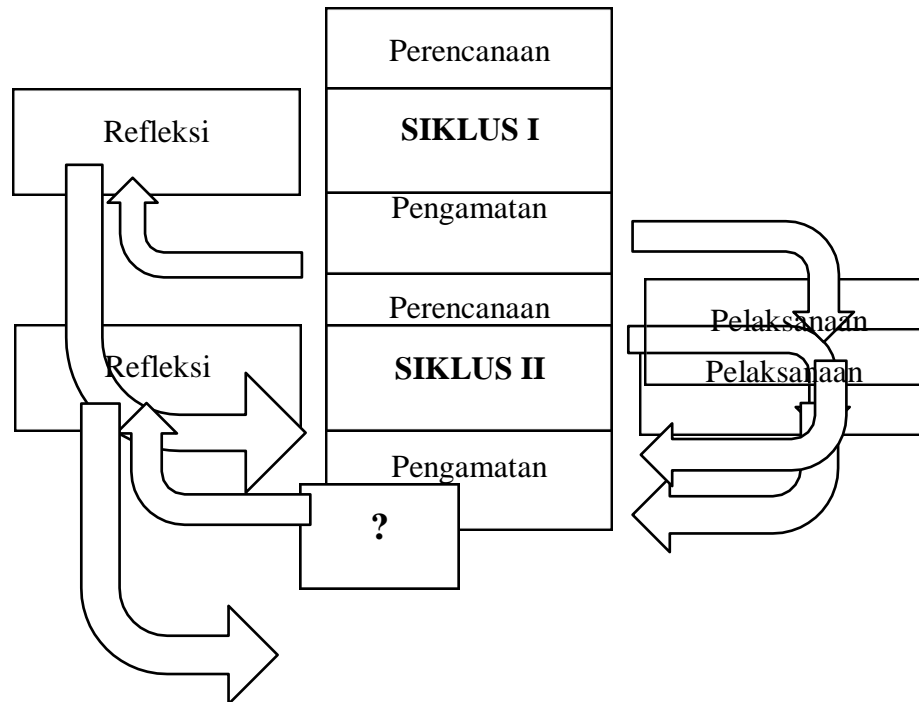 Perencanaan
Refleksi
SIKLUS I
Pengamatan
Perencanaan
Pelaksanaan
Refleksi
SIKLUS II
Pelaksanaan
Pengamatan
?